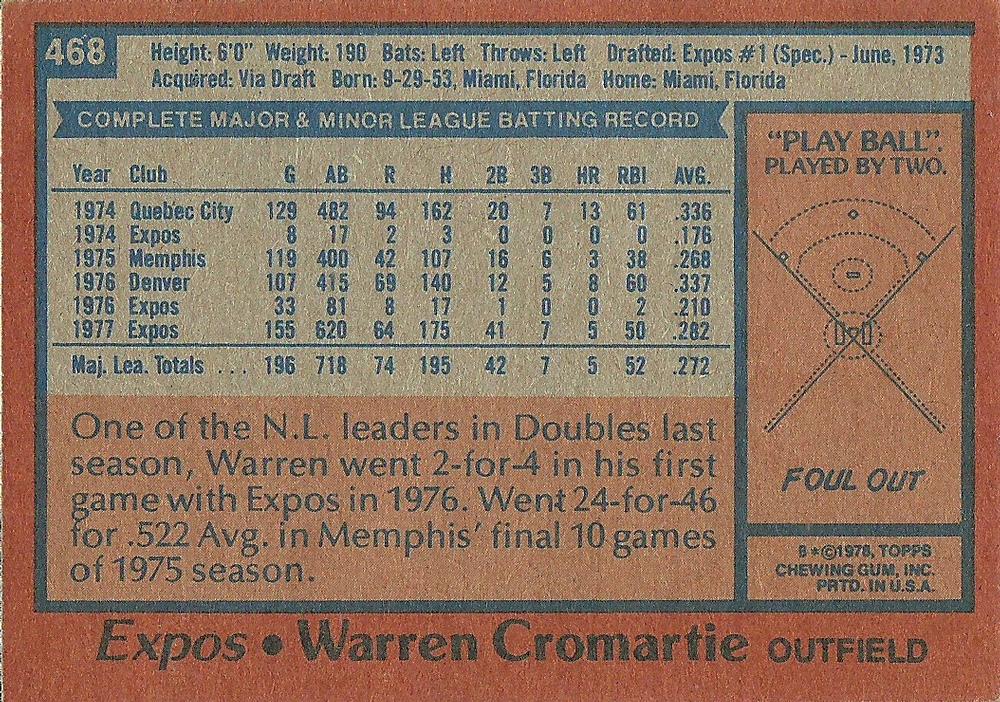 468
Height: 6'0" Weight: 190 Bats: Left Throws: Left Drafted: Expos #1 (Spec.) - June, 1973
Acquired: Via Draft Born: 9-29-53, Miami, Florida Home: Miami, Florida
COMPLETE MAJOR & MINOR LEAGUE BATTING RECORD
Year Club G AB R H 2B 3B HR RBI AVG.
1974 Quebec City 129 482 94 162 20 7 13 61 .336
1974 Expos 8 17 2 3 0 0 0 0 .176
1975 Memphis 119 400 42 107 16 6 3 38 .268
1976 Denver 107 415 69 140 12 5 8 60 .337
1976 Expos 33 81 8 17 1 0 0 2 .210
1977 Expos 155 620 64 175 41 7 5 50 .282
Maj. Lea. Totals ... 196 718 74 195 42 7 5 52 .272
One of the N.L. leaders in Doubles last
season, Warren went 2-for-4 in his first
game with Expos in 1976. Went 24-for-46
for .522 Avg. in Memphis' final 10 games
of 1975 season.
"PLAY BALL".
PLAYED BY TWO.
FOUL OUT
B*©1978, TOPPS
CHEWING GUM, INC.
PRTD. IN U.S.A.
Expos • Warren Cromartie OUTFIELD